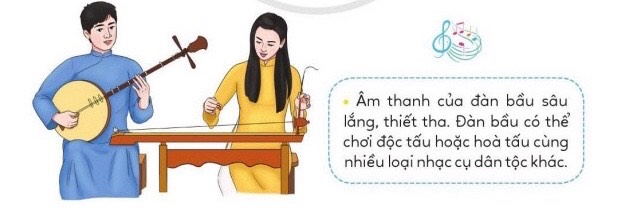 • Âm thanh của đàn bầu sâu
lắng, thiết tha. Đàn bầu có thể
chơi độc tấu hoặc hoà tấu cùng
nhiều loại nhạc cụ dân tộc khác.